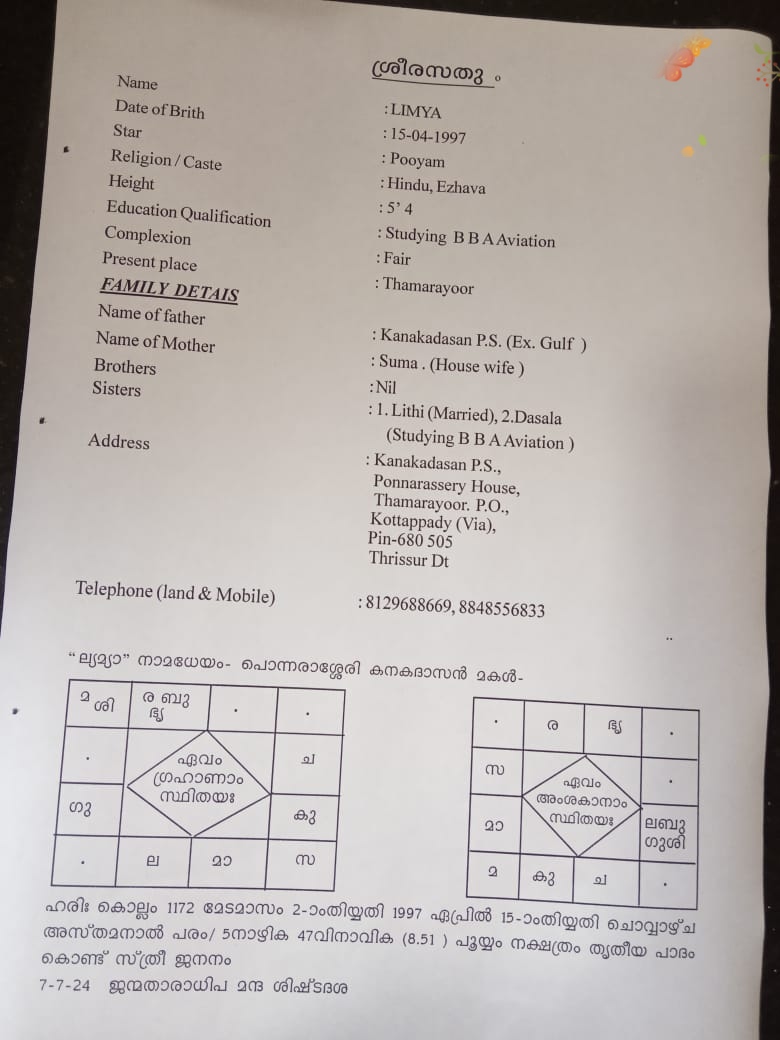 ശ്രീരസതു ॰
Name : LIMYA
Date of Brith : 15-04-1997
Star : Pooyam
Religion / Caste : Hindu, Ezhava
Height : 5’ 4
Education Qualification : Studying B B A Aviation
Complexion : Fair
Present place : Thamarayoor
FAMILY DETAIS
Name of father : Kanakadasan P.S. (Ex. Gulf )
Name of Mother : Suma . (House wife )
Brothers : Nil
Sisters : 1. Lithi (Married), 2.Dasala
(Studying B B A Aviation )
Address : Kanakadasan P.S.,
Ponnarassery House,
Thamarayoor. P.O.,
Kottappady (Via),
Pin-680 505
Thrissur Dt
Telephone (land & Mobile) : 8129688669, 8848556833
“ല്യമ്യാ” നാമധേയം- പൊന്നരാശ്ശേരി കനകദാസൻ മകൾ-
മ ശി
ര ബു
ഭൃ
ച
ഏവം
ഗ്രഹാണാം
സ്ഥിതയഃ
ഗു
കു
ല
മാ
സ
ര
ഭൃ
സ
ഏവം
അംശകാനാം
സ്ഥിതയഃ
മാ
ലബു
ഗുശി
മ
കു
ച
ഹരിഃ കൊല്ലം 1172 മേടമാസം 2-ാംതിയ്യതി 1997 ഏപ്രിൽ 15-ാംതിയ്യതി ചൊവ്വാഴ്ച
അസ്തമനാൽ പരം/ 5നാഴിക 47വിനാവിക (8.51 ) പൂയ്യം നക്ഷത്രം തൃതീയ പാദം
കൊണ്ട് സ്ത്രീ ജനനം
7-7-24 ജന്മതാരാധിപ മന്ദ ശിഷ്ടദശ